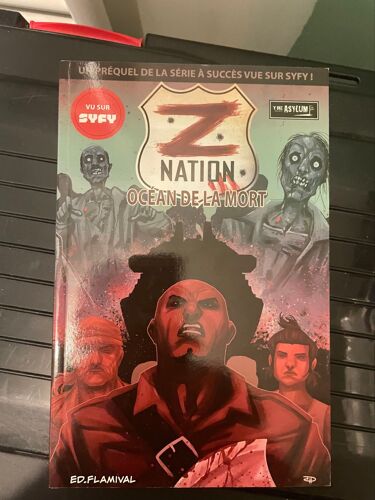 UN PRÉQUEL DE LA SÉRIE À SUCCÈS VUE SUR SYFY !
VU SUR
SYFY
THE ASYLUM
Z
NATION
OCÉAN DE LA MORT
ED.FLAMIVAL